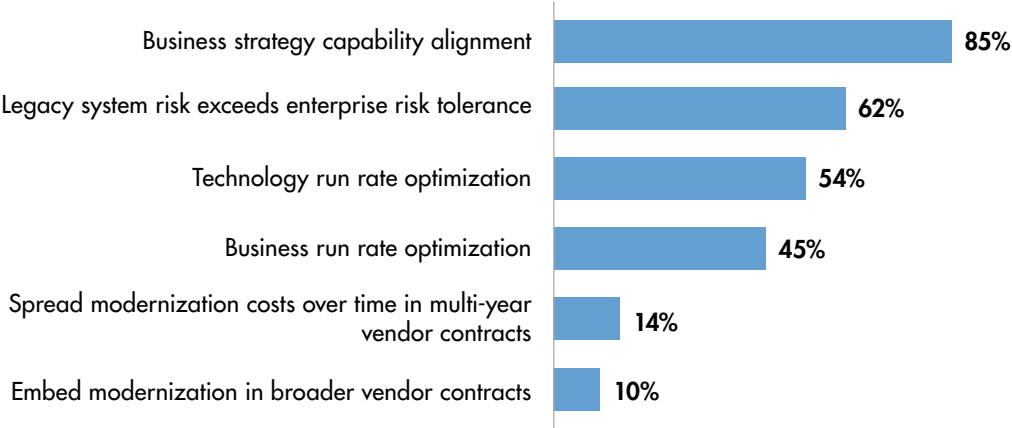 Business strategy capability alignment 85%
Legacy system risk exceeds enterprise risk tolerance 62%
Technology run rate optimization 54%
Business run rate optimization 45%
Spread modernization costs over time in multi-year
vendor contracts 14%
Embed modernization in broader vendor contracts 10%